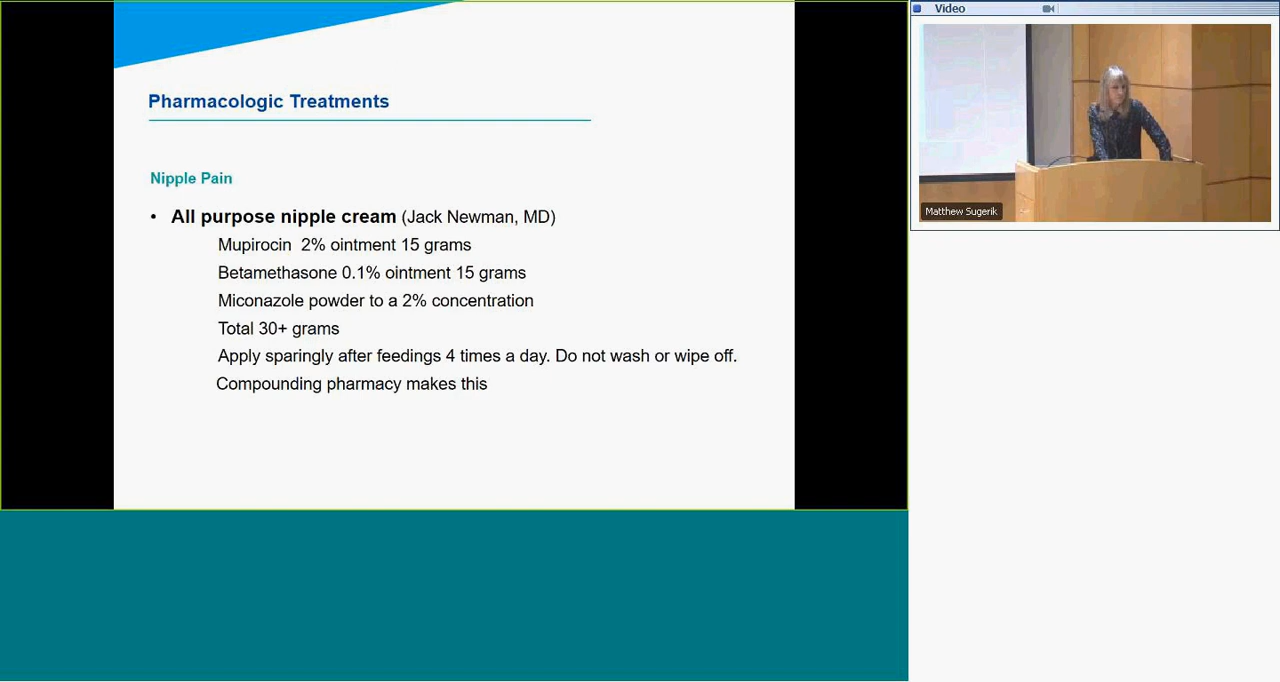 Pharmacologic Treatments
Nipple Pain
• All purpose nipple cream (Jack Newman, MD)
Mupirocin 2% ointment 15 grams
Betamethasone 0.1% ointment 15 grams
Miconazole powder to a 2% concentration
Total 30+ grams
Apply sparingly after feedings 4 times a day. Do not wash or wipe off.
Compounding pharmacy makes this
Video
Matthew Sugerik